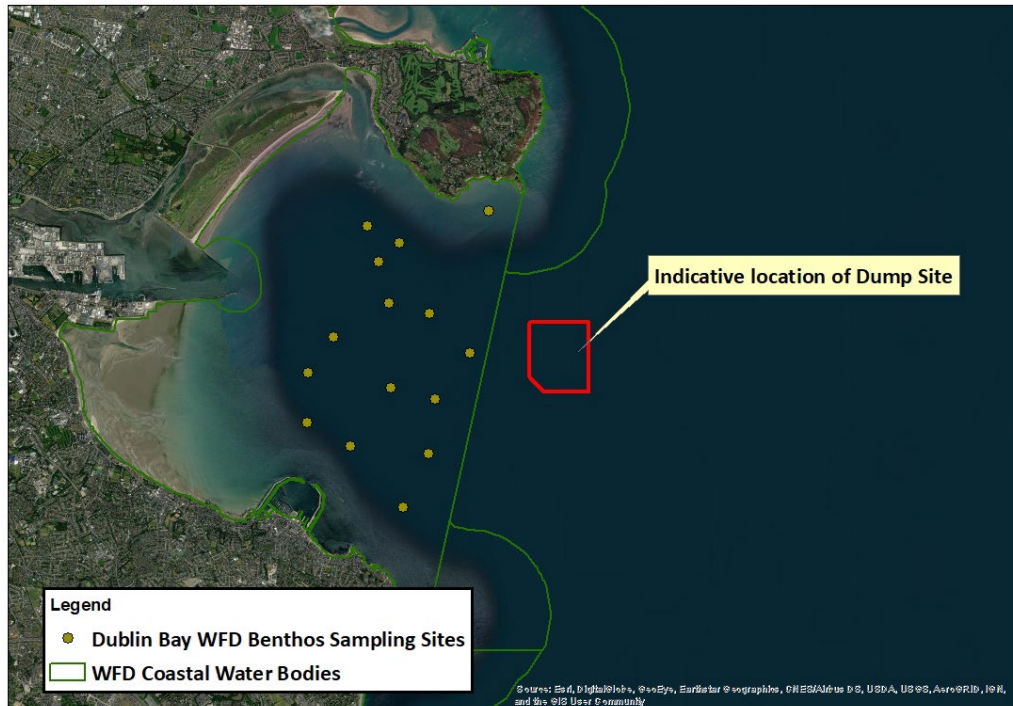 Indicative location of Dump Site
Legend
Dublin Bay WFD Benthos Sampling Sites
WFD Coastal Water Bodies
Source: Esri, DigitalGlobe, GeoEye, Earthstar Geographics, CNES/Airbus DS, USDA, USGS, AeroGRID, IGN,
and the GIS User Community